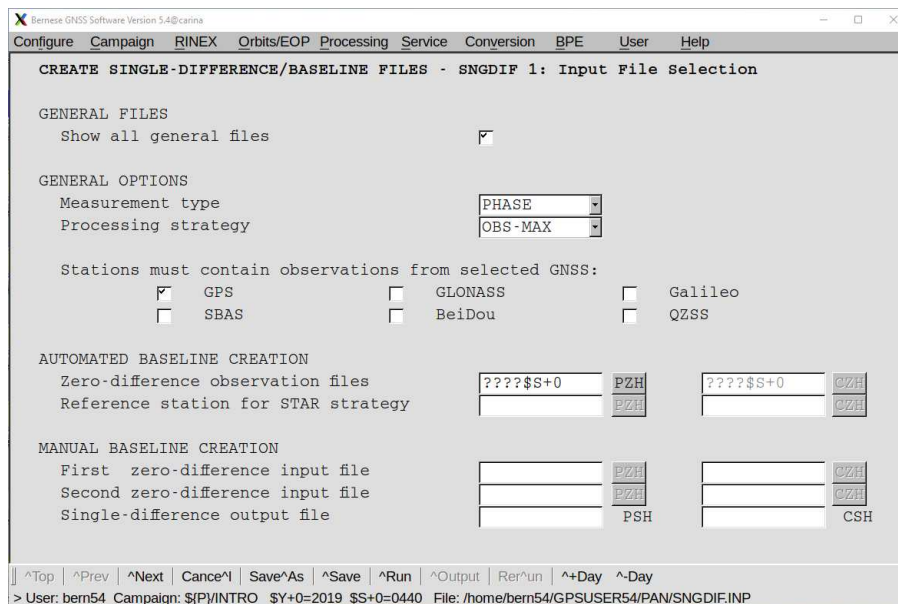 Bernese GNSS Software Version 5.4@carina
Configure Campaign RINEX Orbits/EOP Processing Service Conversion BPE User Help
CREATE SINGLE-DIFFERENCE/BASELINE FILES - SNGDIF 1: Input File Selection
GENERAL FILES
Show all general files
GENERAL OPTIONS
Measurement type PHASE
Processing strategy OBS-MAX
Stations must contain observations from selected GNSS:
GPS GLONASS Galileo
SBAS BeiDou QZSS
AUTOMATED BASELINE CREATION
Zero-difference observation files ????$S+0 PZH ????$S+0 CZH
Reference station for STAR strategy PZH CZH
MANUAL BASELINE CREATION
First zero-difference input file PZH CZH
Second zero-difference input file PZH CZH
Single-difference output file PSH CSH
^Top | ^Prev | ^Next | Cance^l | Save^As | ^Save | ^Run | ^Output | Rer^un | ^+Day ^-Day
> User: bern54 Campaign: ${P}/INTRO $Y+0=2019 $S+0=0440 File: /home/bern54/GPSUSER54/PAN/SNGDIF.INP